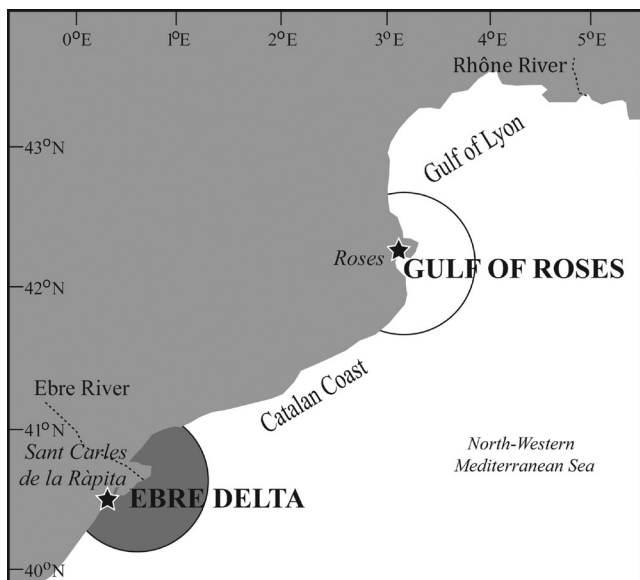 0°E
1°E
2°E
3°E
4°E
5°E
Rhône River
43°N
Gulf of Lyon
Roses
GULF OF ROSES
42°N
Catalan Coast
Ebre River
41°N
Sant Carles
de la Ràpita
North-Western
Mediterranean Sea
EBRE DELTA
40°N